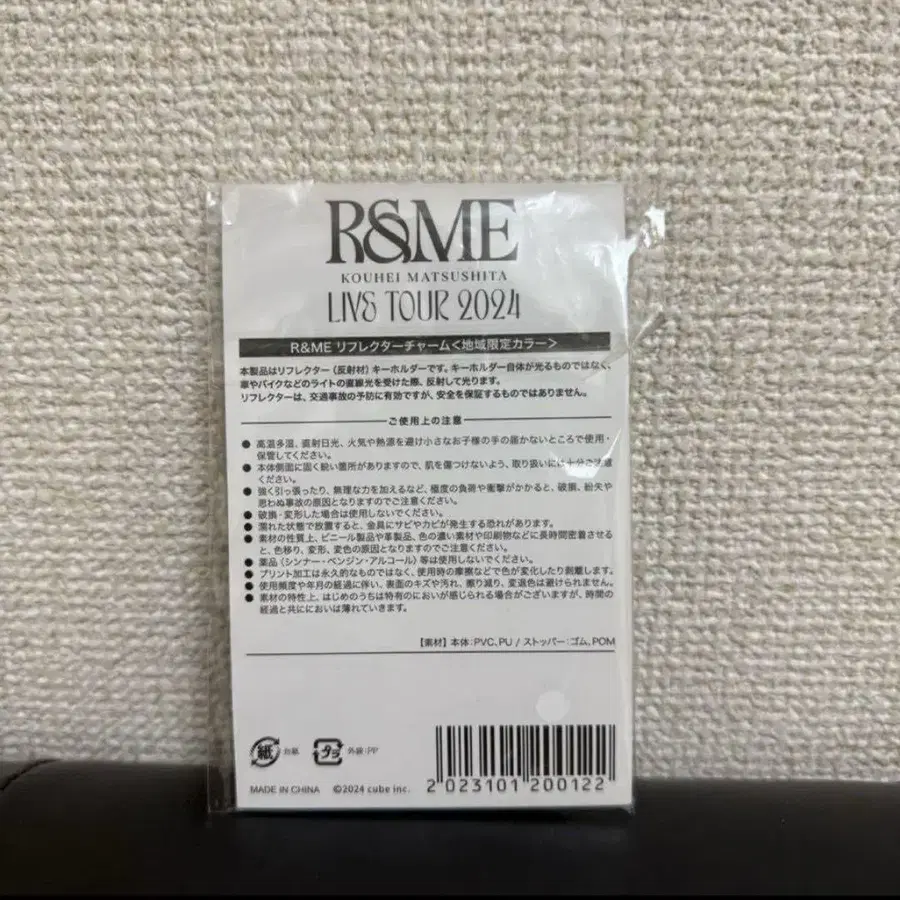 R&ME
KOUHEI MATSUSHITA
LIVE TOUR 2024
R&ME リフレクターチャーム<地域限定カラー>
本製品はリフレクター(反射材)キーホルダーです。キーホルダー自体が光るものではなく、
車やバイクなどのライトの直線光を受けた際、反射して光ります。
リフレクターは、交通事故の予防に有効ですが、安全を保証するものではありません。
ご使用上の注意
● 高温多湿、直射日光、火気や熱源を避け小さなお子様の手の届かないところで使用・
保管してください。
● 本体側面に固く鋭い箇所がありますので、肌を傷つけないよう、取り扱いには十分ご注意
ください。
● 強く引っ張ったり、無理な力を加えるなど、極度の負荷や衝撃がかかると、破損、紛失や
思わぬ事故の原因となりますのでご注意ください。
● 破損・変形した場合は使用しないでください。
● 濡れた状態で放置すると、金具にサビやカビが発生する恐れがあります。
● 素材の性質上、ビニール製品や革製品、色の濃い素材や印刷物などに長時間密着させる
と、色移り、変形、変色の原因となりますのでご注意ください。
● 薬品(シンナー・ベンジン・アルコール)等は使用しないでください。
● プリント加工は永久的なものではなく、使用時の摩擦などで色が変化したり剥離します。
● 使用頻度や年月の経過に伴い、表面のキズや汚れ、擦り減り、変退色は避けられません。
● 素材の特性上、はじめのうちは特有のにおいが感じられる場合がございますが、時間の
経過と共ににおいは薄れていきます。
【素材】本体:PVC、PU / ストッパー:ゴム、POM
紙 台紙 プラ 外袋:PP
MADE IN CHINA ©2024 cube inc.
2 023101 200122